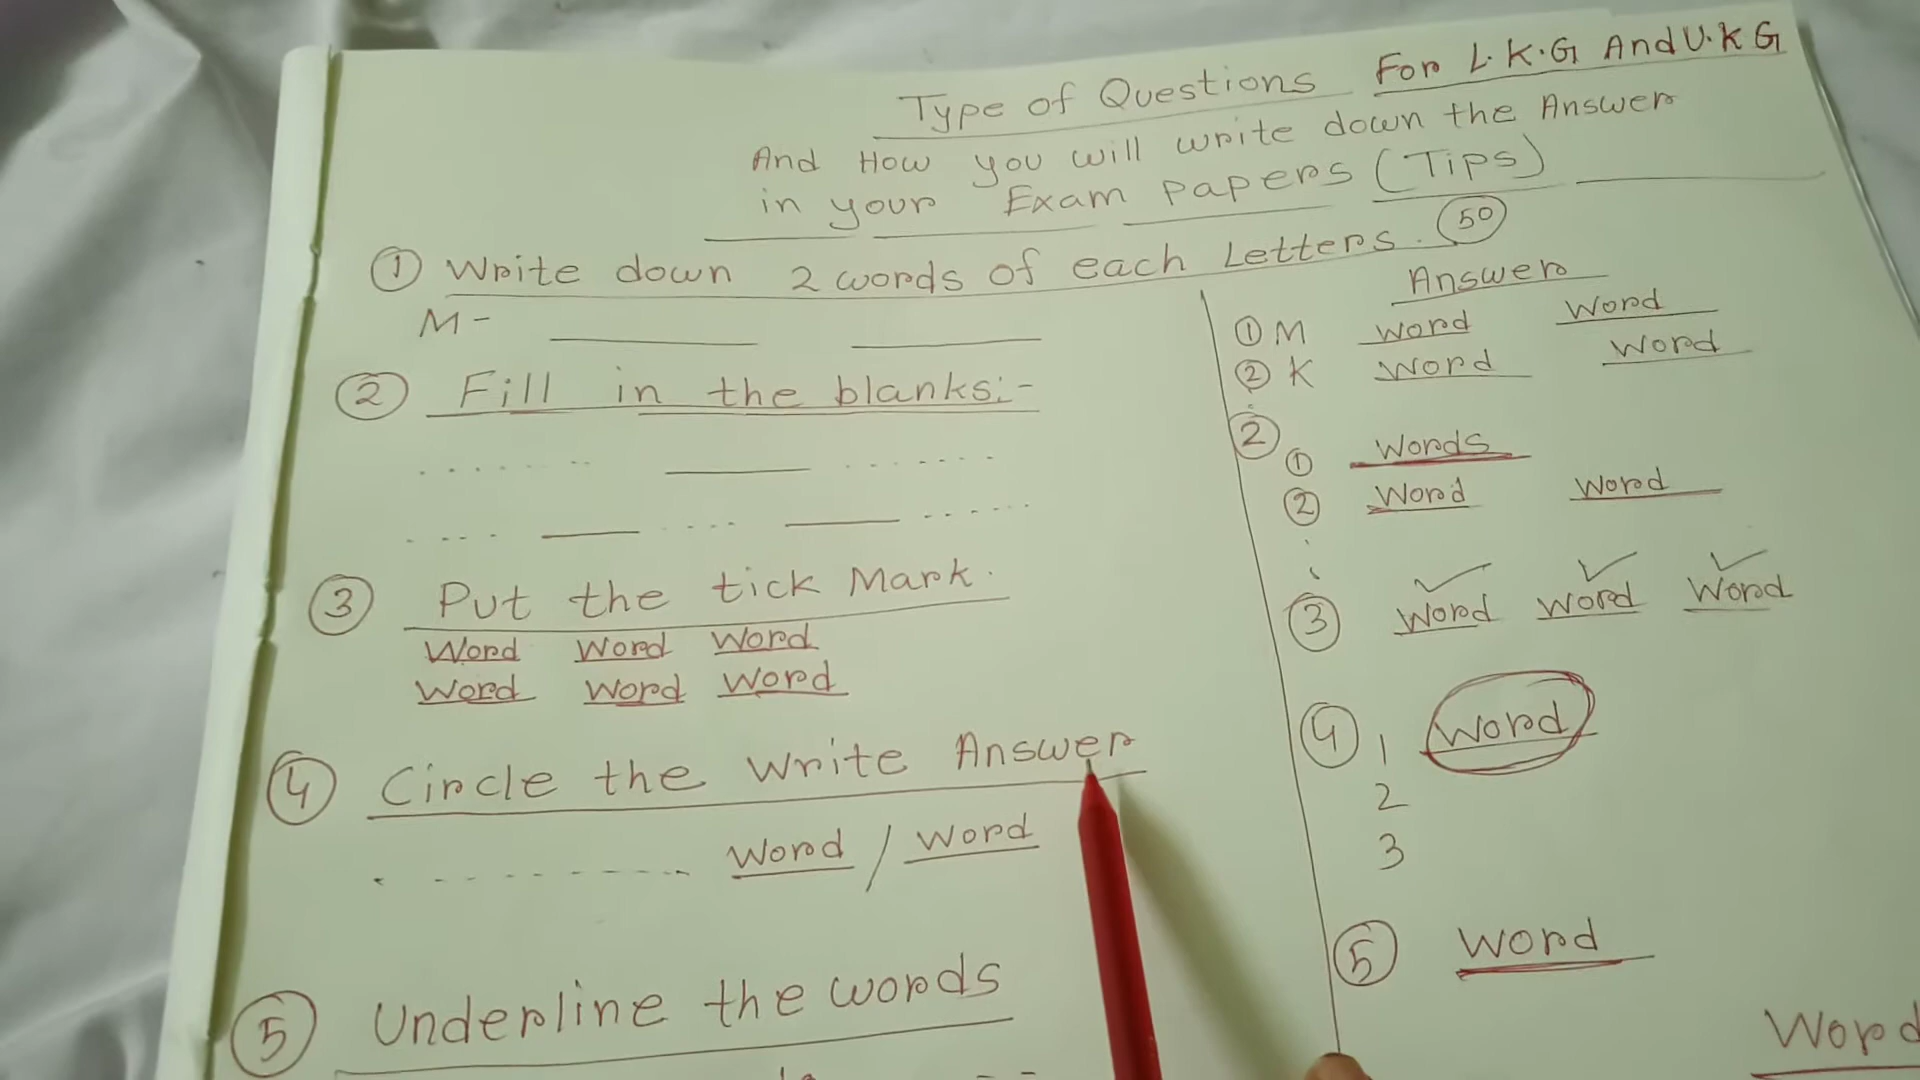 Type of Questions For L.K.G And U.K G
And How you will write down the Answer
in your Exam papers (Tips)
① Write down 2 words of each Letters. 50
M-
② Fill in the blanks:-
③ Put the tick Mark.
Word Word Word
Word Word Word
④ Circle the Write Answer
Word / Word
⑤ Underline the words
Answer
① M Word Word
② K Word Word
②
① Words
② Word Word
③ Word Word Word
④ 1 Word
2
3
⑤ Word
Word